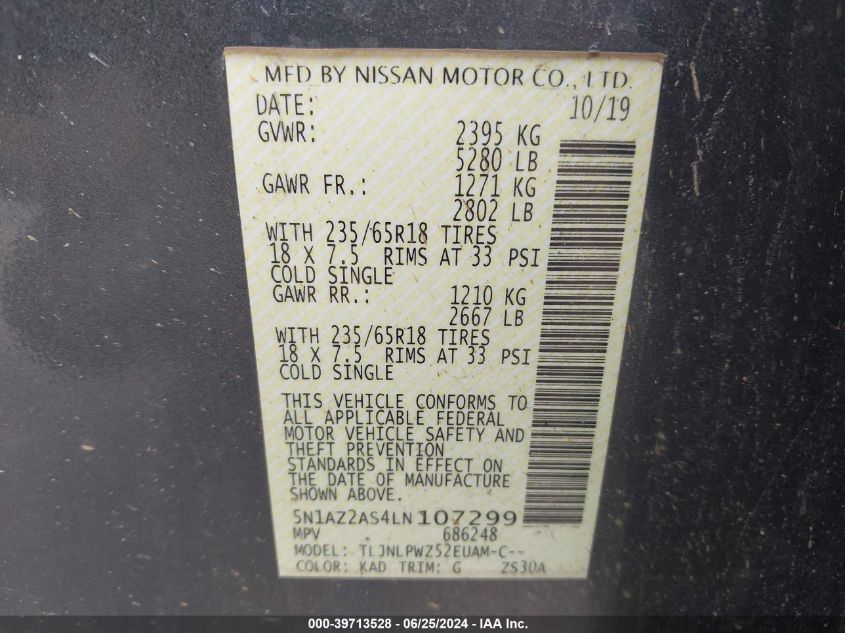 MFD BY NISSAN MOTOR CO., LTD.
DATE: 10/19
GVWR: 2395 KG
5280 LB
GAWR FR.: 1271 KG
2802 LB
WITH 235/65R18 TIRES
18 X 7.5 RIMS AT 33 PSI
COLD SINGLE
GAWR RR.: 1210 KG
2667 LB
WITH 235/65R18 TIRES
18 X 7.5 RIMS AT 33 PSI
COLD SINGLE
THIS VEHICLE CONFORMS TO
ALL APPLICABLE FEDERAL
MOTOR VEHICLE SAFETY AND
THEFT PREVENTION
STANDARDS IN EFFECT ON
THE DATE OF MANUFACTURE
SHOWN ABOVE.
5N1AZ2AS4LN107299
MPV 686248
MODEL: TLJNLPWZ52EUAM-C--
COLOR: KAD TRIM: G ZS30A
000-39713528 - 06/25/2024 - IAA Inc.